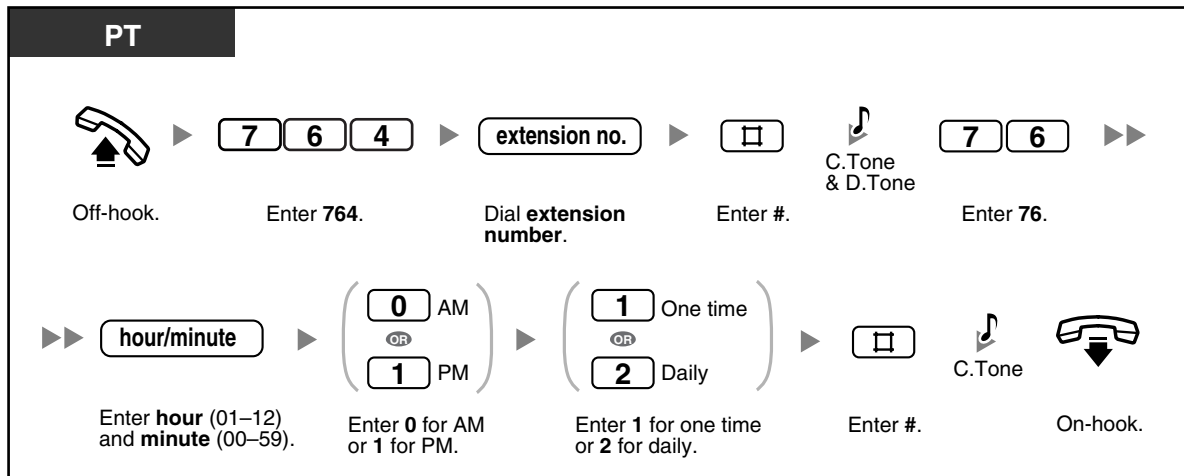 PT
7 6 4
extension no.
#
C.Tone
& D.Tone
7 6
Off-hook.
Enter 764.
Dial extension
number.
Enter #.
Enter 76.
hour/minute
0 AM
OR
1 PM
1 One time
OR
2 Daily
#
C.Tone
Enter hour (01–12)
and minute (00–59).
Enter 0 for AM
or 1 for PM.
Enter 1 for one time
or 2 for daily.
Enter #.
On-hook.